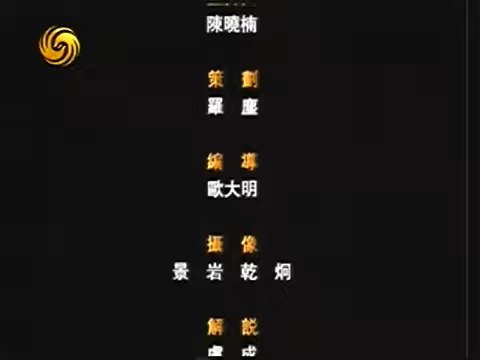 陳曉楠
策 劃
羅 塵
編 導
歐大明
攝 像
景 岩 乾 炯
解 説